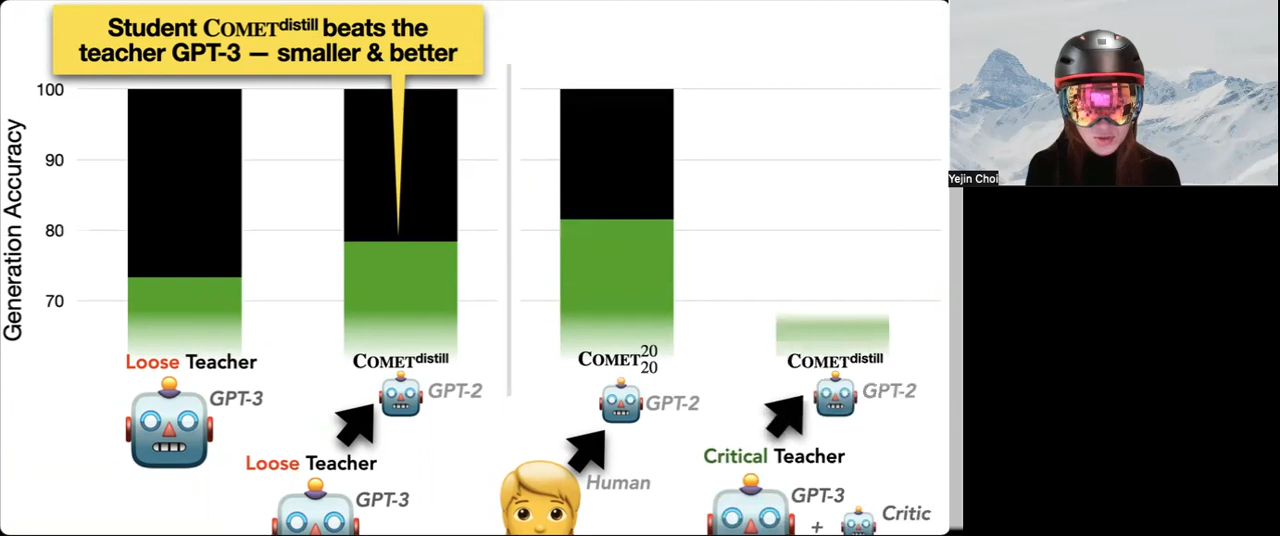 Student COMETdistill beats the
teacher GPT-3 — smaller & better
Generation Accuracy
100
90
80
70
Loose Teacher
GPT-3
COMETdistill
GPT-2
Loose Teacher
GPT-3
COMET20
20
GPT-2
Human
COMETdistill
GPT-2
Critical Teacher
GPT-3
+
Critic
Yejin Choi